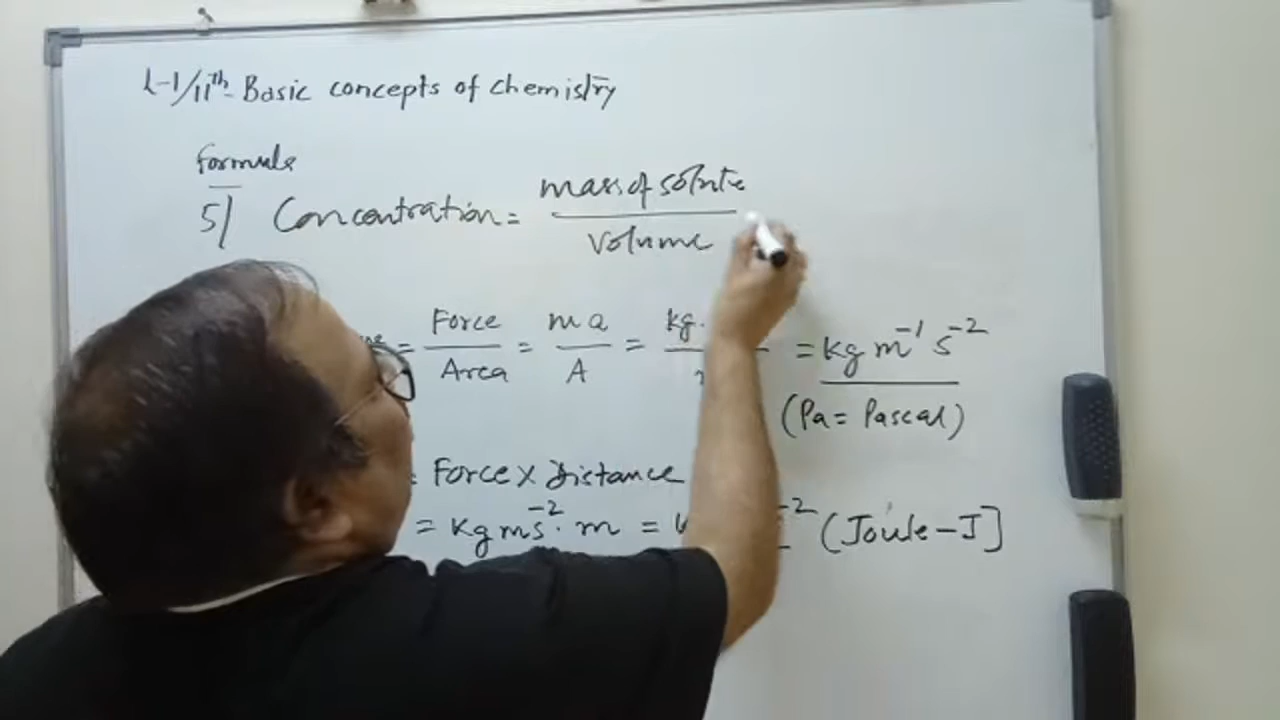 L-1/11th- Basic concepts of chemistry
Formule
5) Concentration = mass of solute / volume
= Force / Area = m a / A = kg. = kg m⁻¹ s⁻²
(Pa = Pascal)
= Force x Distance
= kg m s⁻² . m = ⁻² (Joule - J]